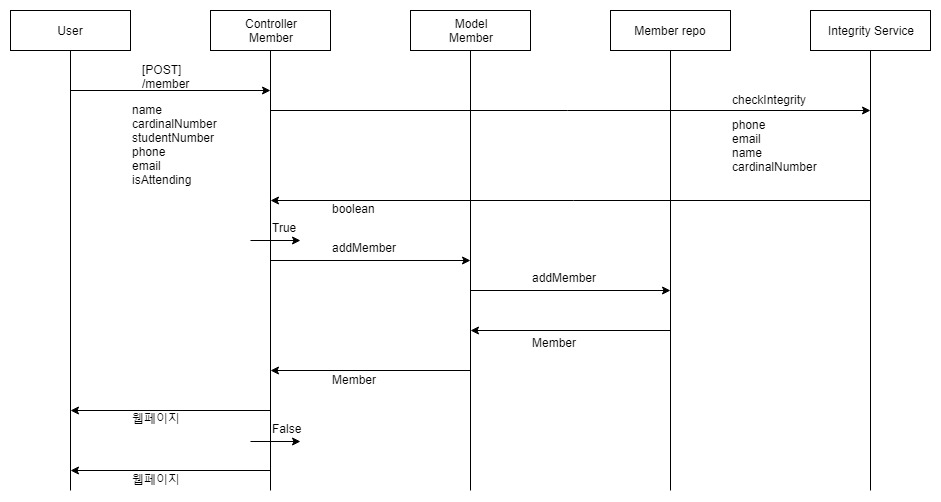 User
Controller
Member
Model
Member
Member repo
Integrity Service
[POST]
/member
name
cardinalNumber
studentNumber
phone
email
isAttending
checkIntegrity
phone
email
name
cardinalNumber
boolean
True
addMember
addMember
Member
Member
웹페이지
False
웹페이지